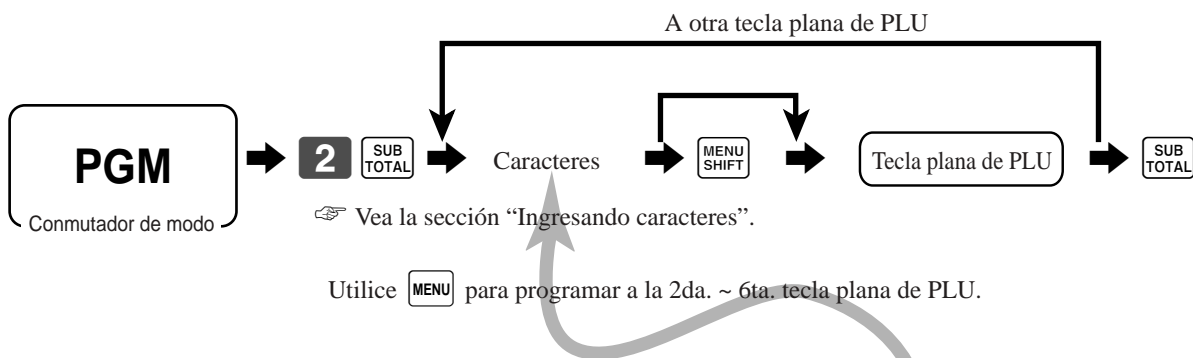 A otra tecla plana de PLU
PGM
Conmutador de modo
2
SUB
TOTAL
Caracteres
MENU
SHIFT
Tecla plana de PLU
SUB
TOTAL
☞ Vea la sección “Ingresando caracteres”.
Utilice MENU para programar a la 2da. ~ 6ta. tecla plana de PLU.